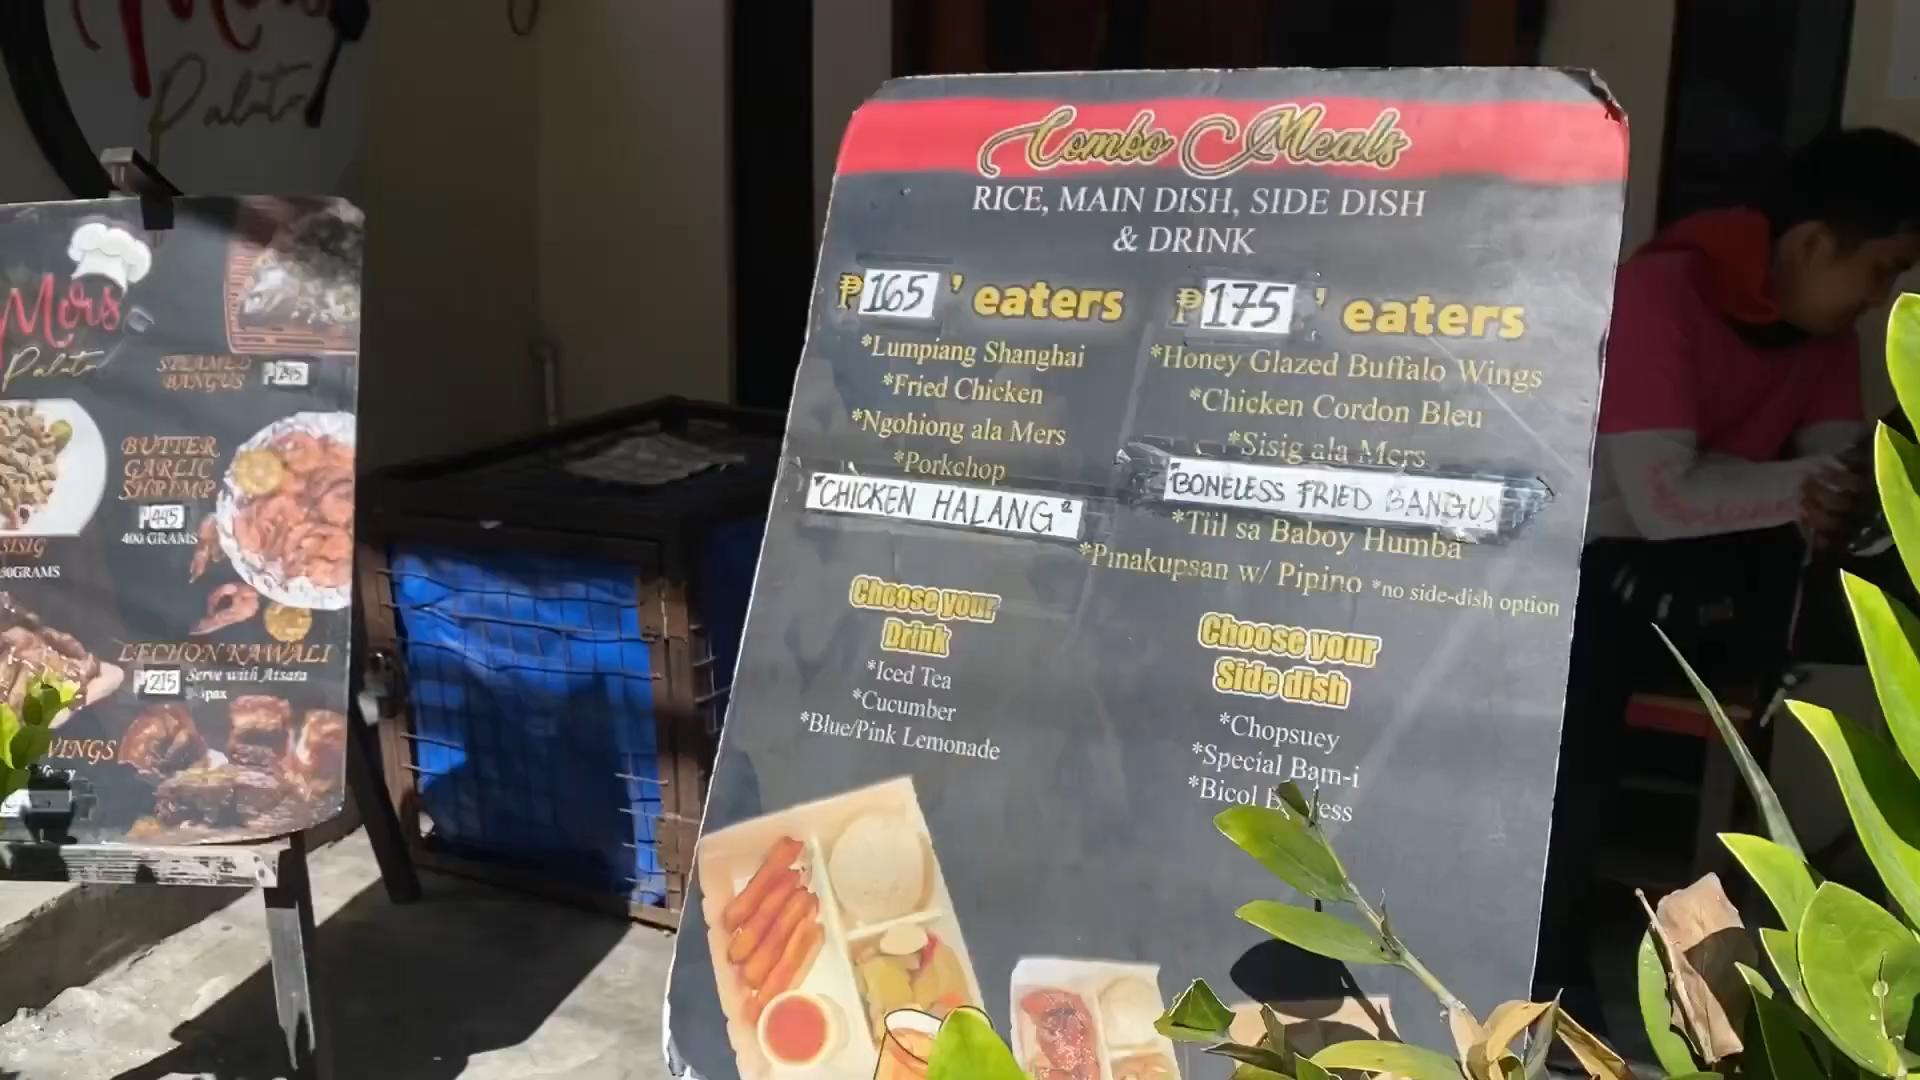 Palata
Mers
Palata
STEAMED
BANGUS
BUTTER
GARLIC
SHRIMP
₱445
400 GRAMS
SISIG
LECHON KAWALI
₱215 Serve with Atsara
WINGS
Combo Meals
RICE, MAIN DISH, SIDE DISH
& DRINK
₱165 ' eaters
*Lumpiang Shanghai
*Fried Chicken
*Ngohiong ala Mers
*Porkchop
"CHICKEN HALANG"
₱175 ' eaters
*Honey Glazed Buffalo Wings
*Chicken Cordon Bleu
*Sisig ala Mers
"BONELESS FRIED BANGUS
*Tiil sa Baboy Humba
*Pinakupsan w/ Pipino *no side-dish option
Choose your
Drink
*Iced Tea
*Cucumber
*Blue/Pink Lemonade
Choose your
Side dish
*Chopsuey
*Special Bam-i
*Bicol Express